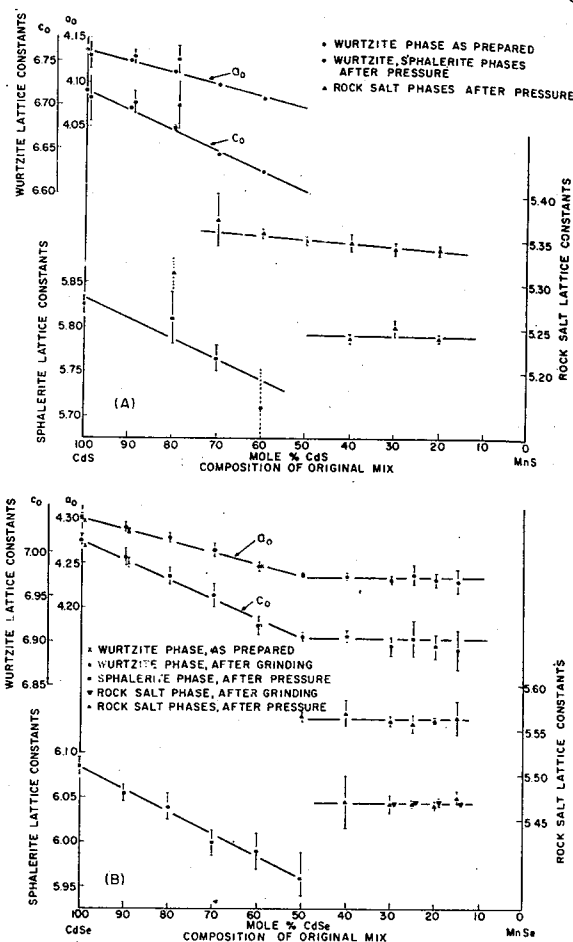 c₀ a₀
4.15
6.75
4.10
6.70
4.05
6.65
6.60
WURTZITE LATTICE CONSTANTS
a₀
c₀
• WURTZITE PHASE AS PREPARED
• WURTZITE, SPHALERITE PHASES
AFTER PRESSURE
▲ ROCK SALT PHASES AFTER PRESSURE
5.40
5.35
5.30
5.25
5.20
ROCK SALT LATTICE CONSTANTS
5.85
5.80
5.75
5.70
SPHALERITE LATTICE CONSTANTS
(A)
100 90 80 70 60 50 40 30 20 10 0
CdS MOLE % CdS MnS
COMPOSITION OF ORIGINAL MIX
c₀ a₀
4.30
7.00
4.25
6.95
4.20
6.90
6.85
WURTZITE LATTICE CONSTANTS
a₀
c₀
x WURTZITE PHASE, AS PREPARED
• WURTZITE PHASE, AFTER GRINDING
▪ SPHALERITE PHASE, AFTER PRESSURE
▼ ROCK SALT PHASE, AFTER GRINDING
▲ ROCK SALT PHASES, AFTER PRESSURE
5.60
5.55
5.50
5.45
ROCK SALT LATTICE CONSTANTS
6.10
6.05
6.00
5.95
SPHALERITE LATTICE CONSTANTS
(B)
100 90 80 70 60 50 40 30 20 10 0
CdSe MOLE % CdSe MnSe
COMPOSITION OF ORIGINAL MIX